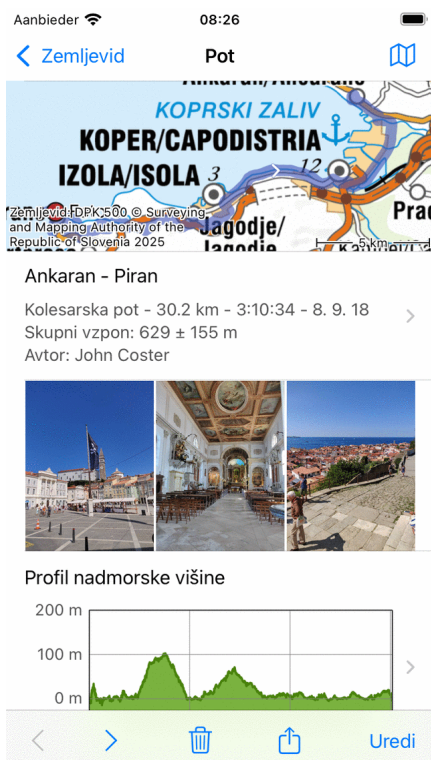 Aanbieder 08:26
Zemljevid Pot
KOPRSKI ZALIV
KOPER/CAPODISTRIA
IZOLA/ISOLA 3 12
Zemljevid: DPK 500 © Surveying
and Mapping Authority of the
Republic of Slovenia 2025
Jagodje/
Jagodje
5 km
Ankaran - Piran
Kolesarska pot - 30.2 km - 3:10:34 - 8. 9. 18
Skupni vzpon: 629 ± 155 m
Avtor: John Coster
Profil nadmorske višine
200 m
100 m
0 m
Uredi